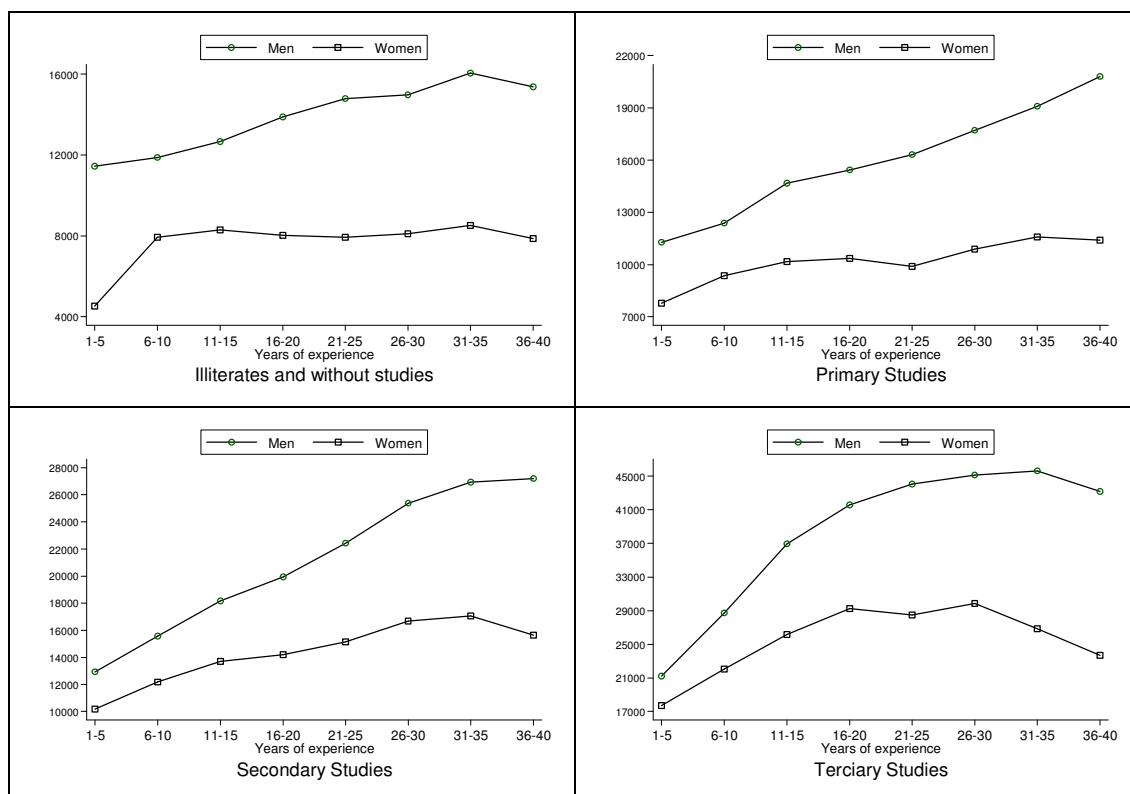 Men Women
16000
12000
8000
4000
1-5 6-10 11-15 16-20 21-25 26-30 31-35 36-40
Years of experience
Illiterates and without studies
Men Women
22000
19000
16000
13000
10000
7000
1-5 6-10 11-15 16-20 21-25 26-30 31-35 36-40
Years of experience
Primary Studies
Men Women
28000
26000
24000
22000
20000
18000
16000
14000
12000
10000
1-5 6-10 11-15 16-20 21-25 26-30 31-35 36-40
Years of experience
Secondary Studies
Men Women
45000
41000
37000
33000
29000
25000
21000
17000
1-5 6-10 11-15 16-20 21-25 26-30 31-35 36-40
Years of experience
Terciary Studies